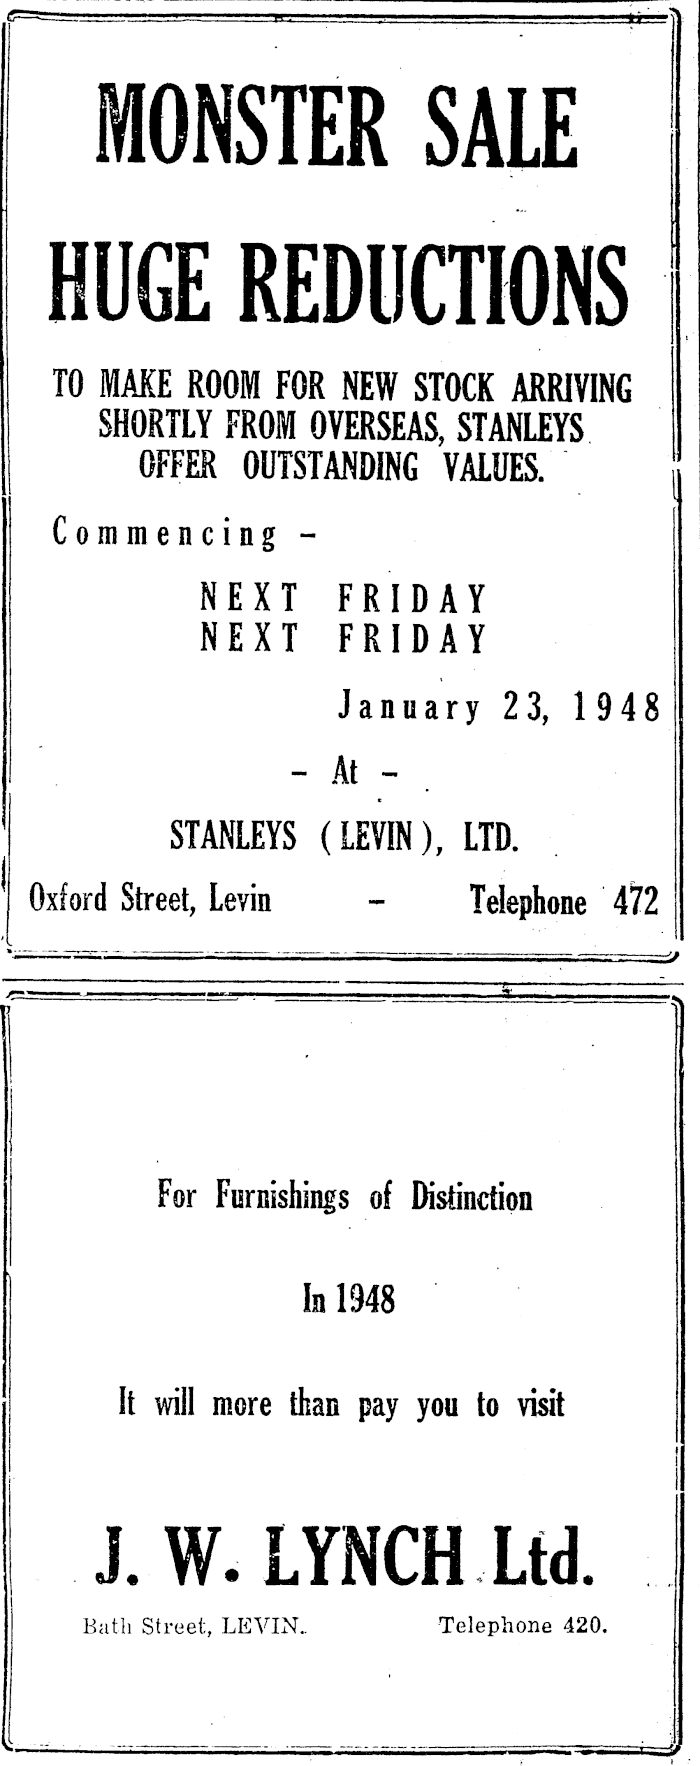 MONSTER SALE
HUGE REDUCTIONS
TO MAKE ROOM FOR NEW STOCK ARRIVING
SHORTLY FROM OVERSEAS, STANLEYS
OFFER OUTSTANDING VALUES.
Commencing -
NEXT FRIDAY
NEXT FRIDAY
January 23, 1948
- At -
STANLEYS (LEVIN), LTD.
Oxford Street, Levin - Telephone 472
For Furnishings of Distinction
In 1948
It will more than pay you to visit
J. W. LYNCH Ltd.
Bath Street, LEVIN. Telephone 420.